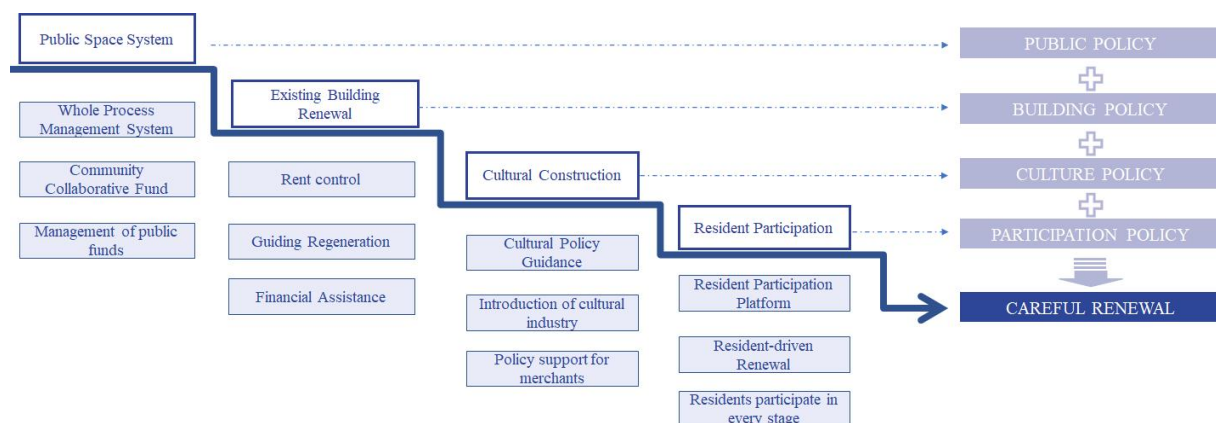 Public Space System
Whole Process
Management System
Community
Collaborative Fund
Management of public
funds
Existing Building
Renewal
Rent control
Guiding Regeneration
Financial Assistance
Cultural Construction
Cultural Policy
Guidance
Introduction of cultural
industry
Policy support for
merchants
Resident Participation
Resident Participation
Platform
Resident-driven
Renewal
Residents participate in
every stage
PUBLIC POLICY
BUILDING POLICY
CULTURE POLICY
PARTICIPATION POLICY
CAREFUL RENEWAL